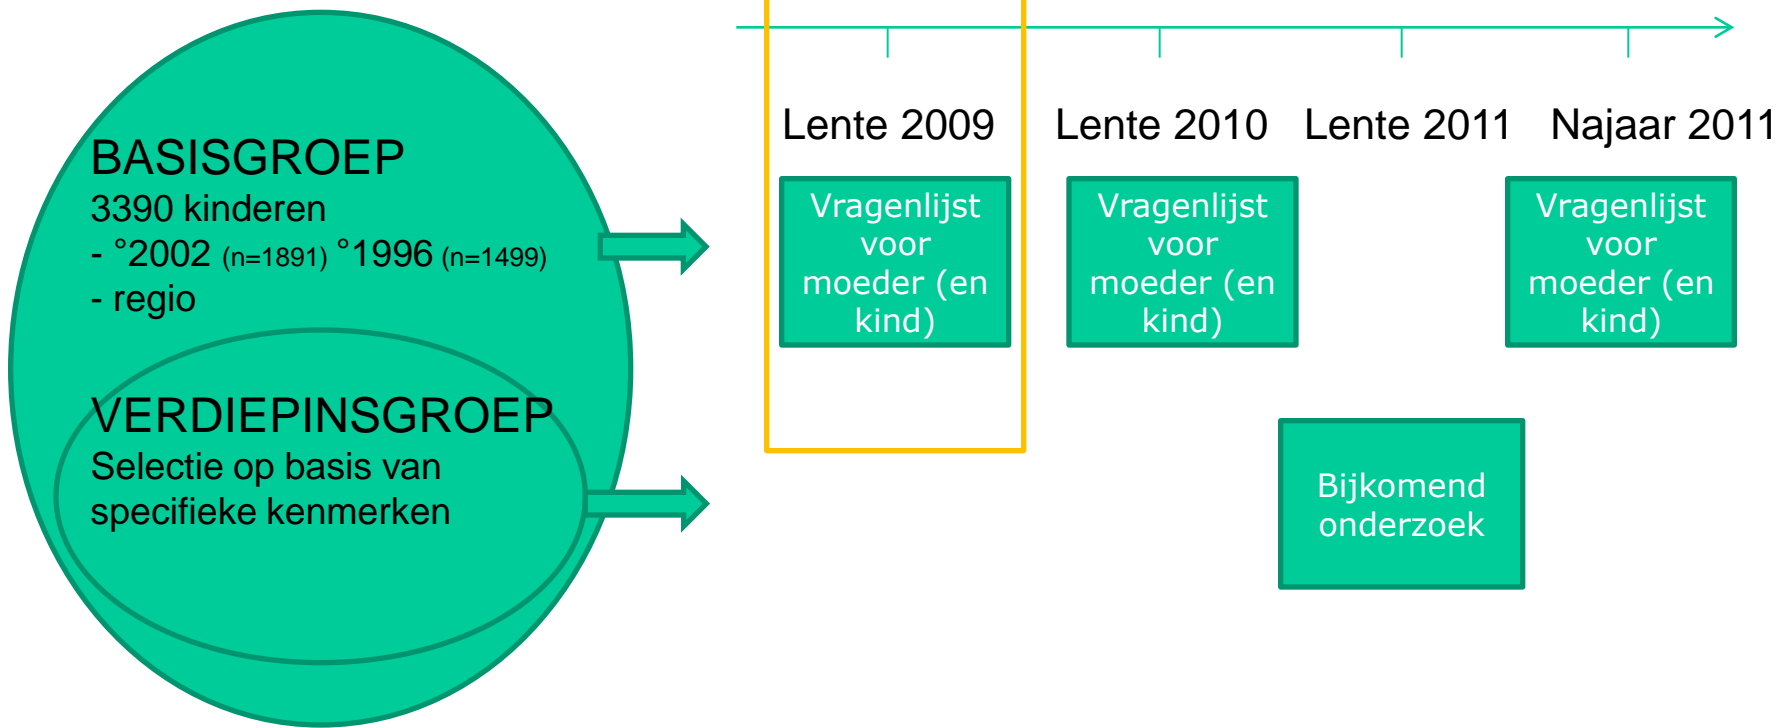 BASISGROEP
3390 kinderen
- °2002 (n=1891) °1996 (n=1499)
- regio
VERDIEPINSGROEP
Selectie op basis van
specifieke kenmerken
Lente 2009
Lente 2010
Lente 2011
Najaar 2011
Vragenlijst
voor
moeder (en
kind)
Vragenlijst
voor
moeder (en
kind)
Vragenlijst
voor
moeder (en
kind)
Bijkomend
onderzoek